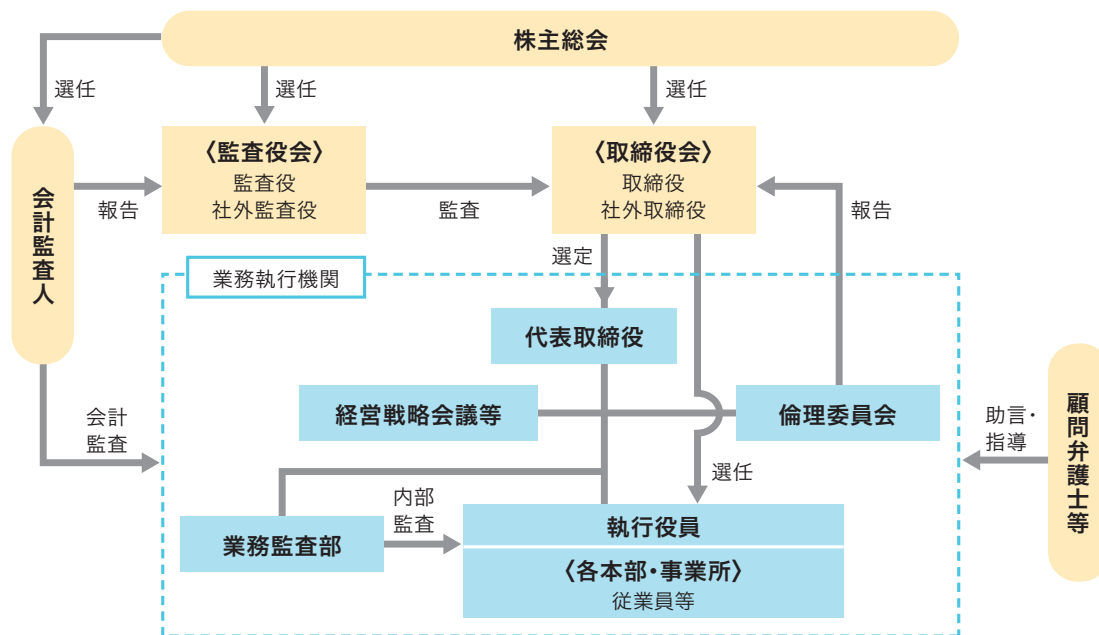 株主総会
選任
選任
選任
会計監査人
〈監査役会〉
監査役
社外監査役
〈取締役会〉
取締役
社外取締役
報告
監査
報告
選定
業務執行機関
代表取締役
経営戦略会議等
倫理委員会
会計
監査
助言・
指導
顧問弁護士等
選任
内部
監査
業務監査部
執行役員
〈各本部・事業所〉
従業員等